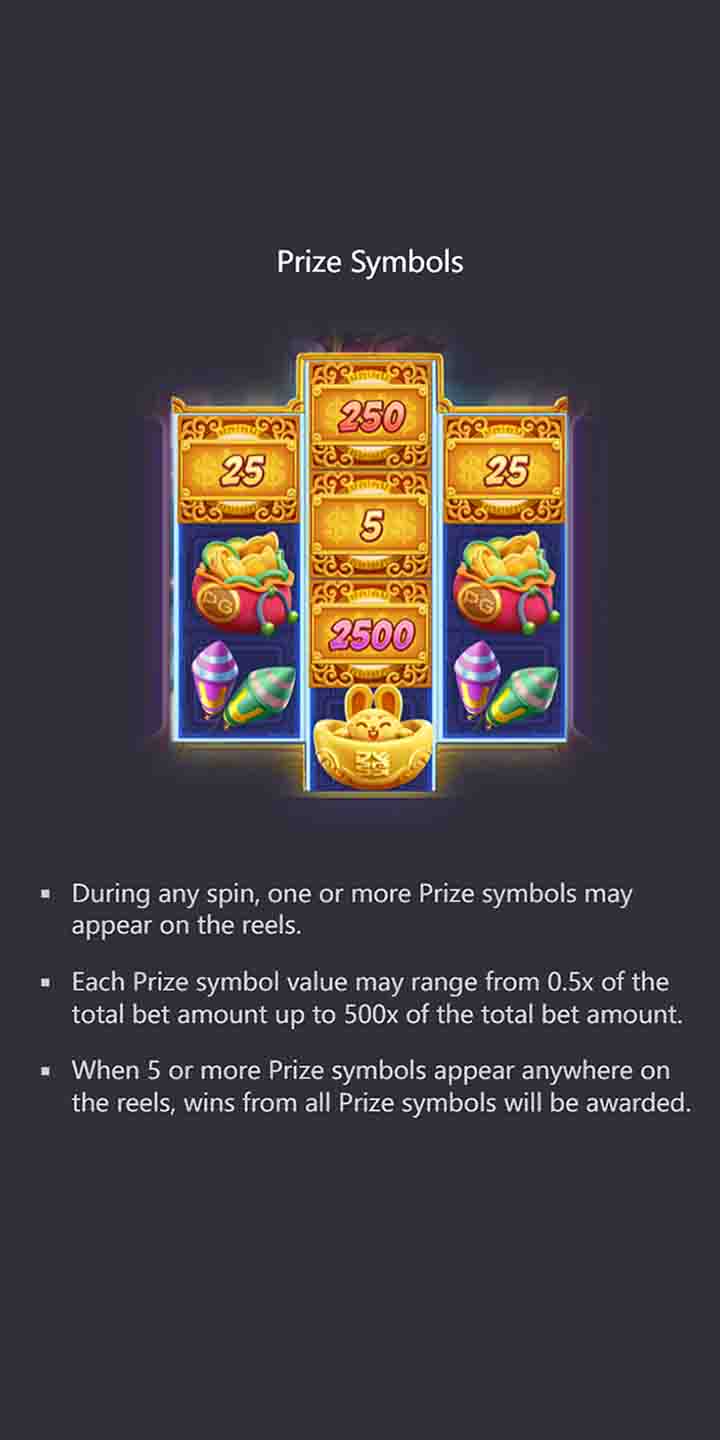 Prize Symbols
250
25
25
5
2500
PG
PG
發
▪ During any spin, one or more Prize symbols may
appear on the reels.
▪ Each Prize symbol value may range from 0.5x of the
total bet amount up to 500x of the total bet amount.
▪ When 5 or more Prize symbols appear anywhere on
the reels, wins from all Prize symbols will be awarded.